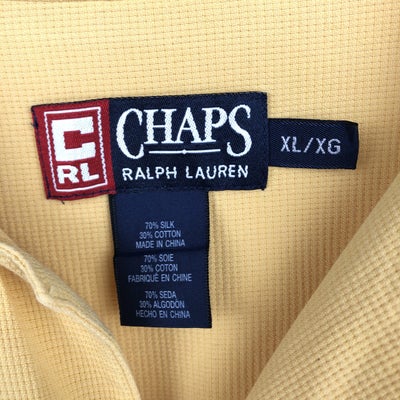 C
RL
CHAPS
RALPH LAUREN
XL/XG
70% SILK
30% COTTON
MADE IN CHINA
70% SOIE
30% COTON
FABRIQUÉ EN CHINE
70% SEDA
30% ALGODÓN
HECHO EN CHINA